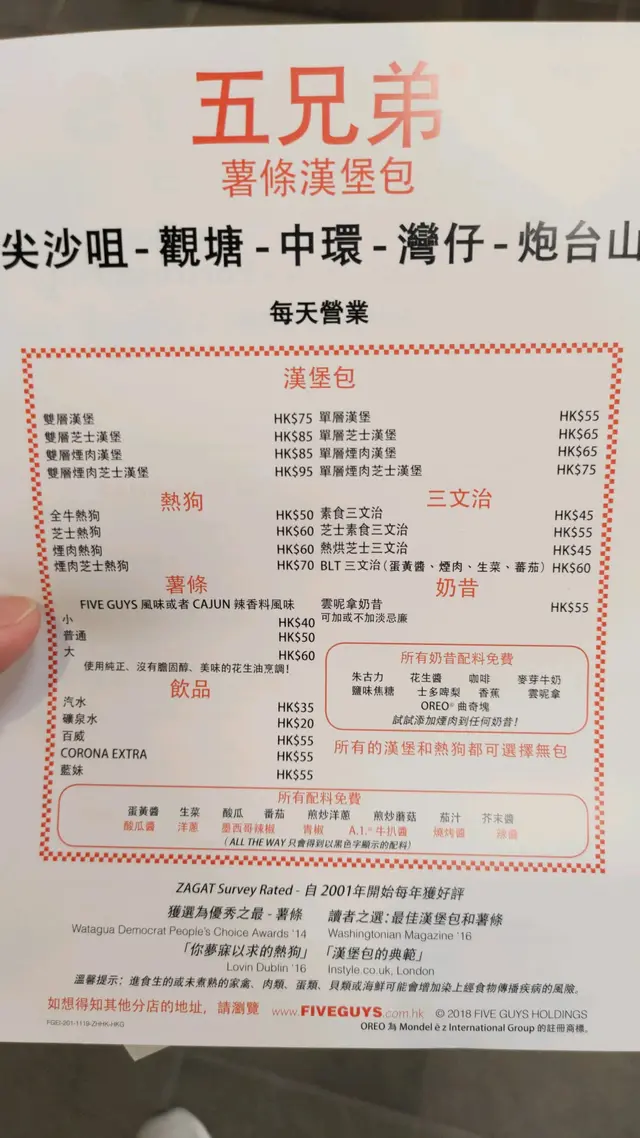 五兄弟
薯條漢堡包
尖沙咀-觀塘-中環-灣仔-炮台山
每天營業
漢堡包
雙層漢堡 HK$75
雙層芝士漢堡 HK$85
雙層煙肉漢堡 HK$85
雙層煙肉芝士漢堡 HK$95
單層漢堡 HK$55
單層芝士漢堡 HK$65
單層煙肉漢堡 HK$65
單層煙肉芝士漢堡 HK$75
熱狗
全牛熱狗 HK$50
芝士熱狗 HK$60
煙肉熱狗 HK$60
煙肉芝士熱狗 HK$70
三文治
素食三文治 HK$45
芝士素食三文治 HK$55
熱烘芝士三文治 HK$45
BLT 三文治(蛋黃醬、煙肉、生菜、蕃茄) HK$60
薯條
FIVE GUYS 風味或者 CAJUN 辣香料風味
小 HK$40
普通 HK$50
大 HK$60
使用純正、沒有膽固醇、美味的花生油烹調!
奶昔
雲呢拿奶昔 HK$55
可加或不加淡忌廉
所有奶昔配料免費
朱古力 花生醬 咖啡 麥芽牛奶
鹽味焦糖 士多啤梨 香蕉 雲呢拿
OREO® 曲奇塊
試試添加煙肉到任何奶昔!
飲品
汽水 HK$35
礦泉水 HK$20
百威 HK$55
CORONA EXTRA HK$55
藍妹 HK$55
所有的漢堡和熱狗都可選擇無包
所有配料免費
蛋黃醬 生菜 酸瓜 番茄 煎炒洋蔥 煎炒蘑菇 茄汁 芥末醬
酸瓜醬 洋蔥 墨西哥辣椒 青椒 A.1.® 牛扒醬 燒烤醬 辣醬
(ALL THE WAY 只會得到以黑色字顯示的配料)
ZAGAT Survey Rated - 自 2001年開始每年獲好評
獲選為優秀之最 - 薯條
Watagua Democrat People's Choice Awards '14
讀者之選:最佳漢堡包和薯條
Washingtonian Magazine '16
「你夢寐以求的熱狗」
Lovin Dublin '16
「漢堡包的典範」
Instyle.co.uk, London
溫馨提示:進食生的或未煮熟的家禽、肉類、蛋類、貝類或海鮮可能會增加染上經食物傳播疾病的風險。
如想得知其他分店的地址,請瀏覽 www.FIVEGUYS.com.hk © 2018 FIVE GUYS HOLDINGS
FGEI-201-1119-ZHHK-HKG
OREO 為 Mondel ē z International Group 的註冊商標。